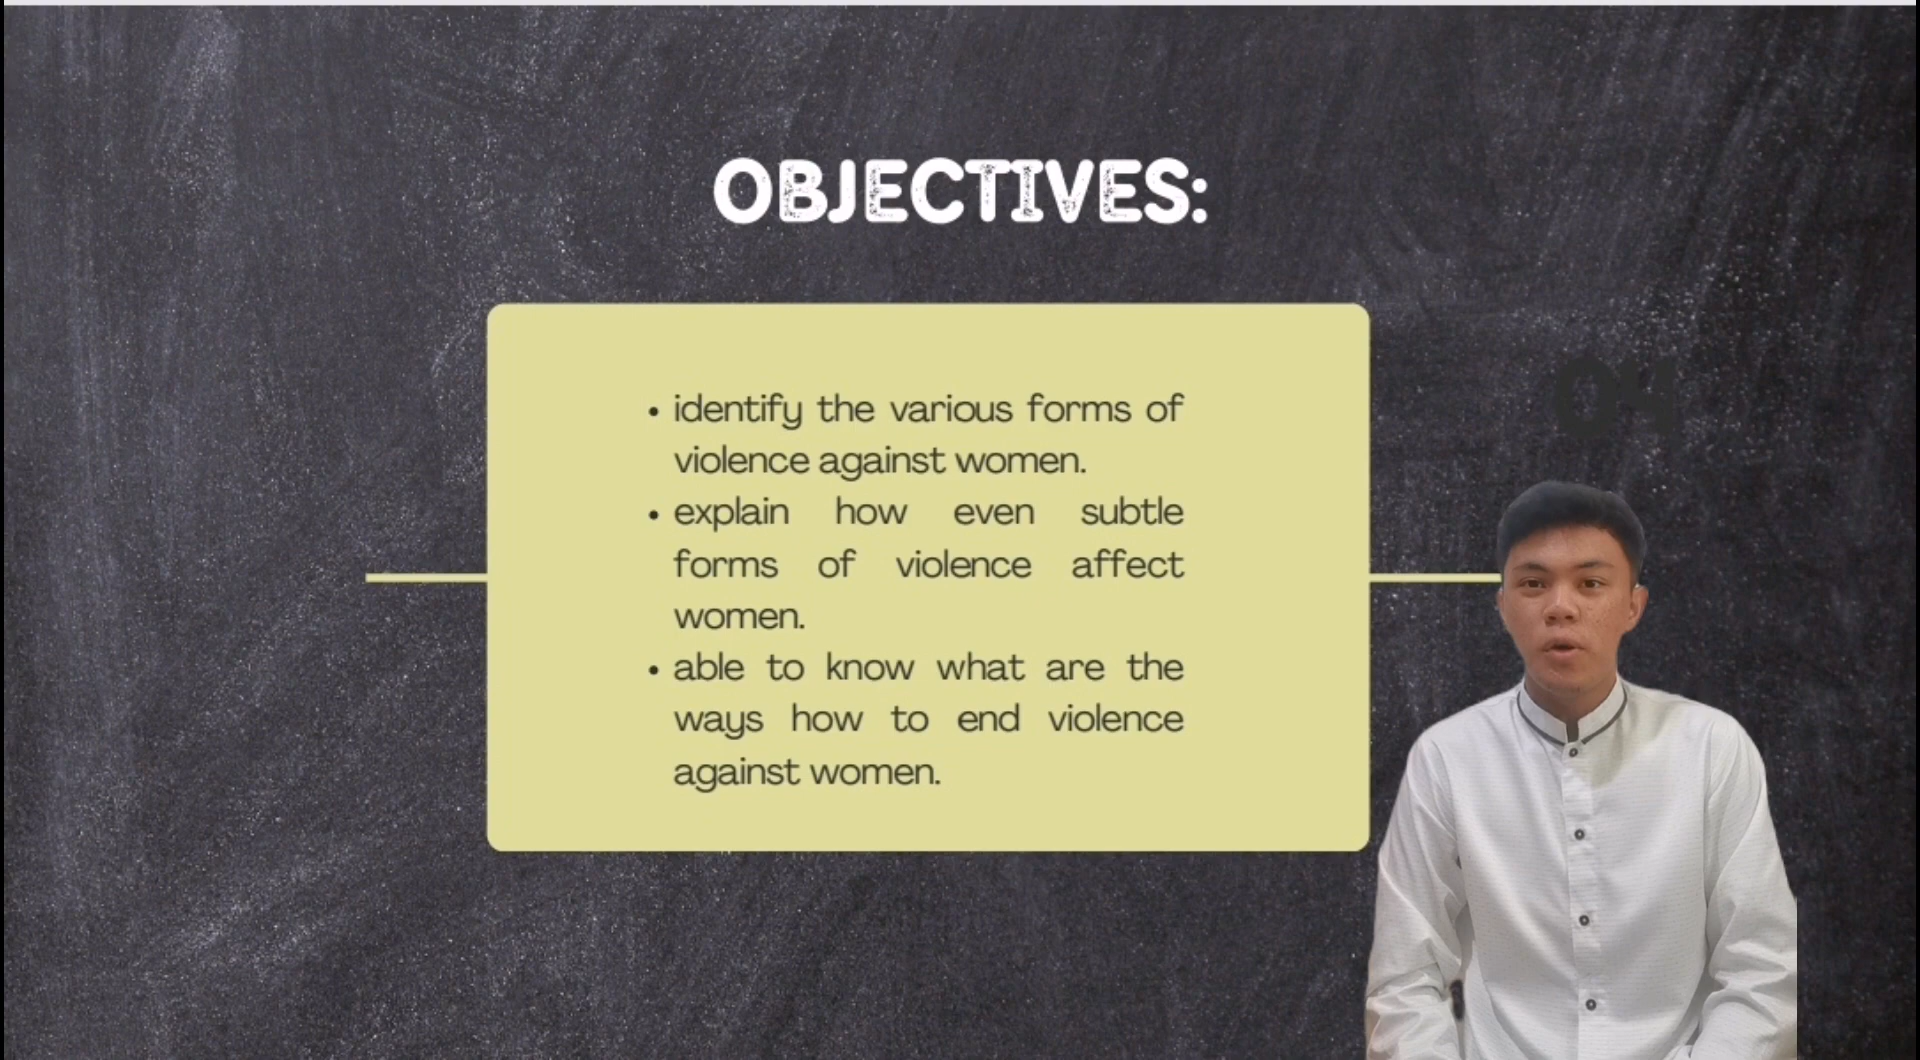 OBJECTIVES:
• identify the various forms of
violence against women.
• explain how even subtle
forms of violence affect
women.
• able to know what are the
ways how to end violence
against women.
04